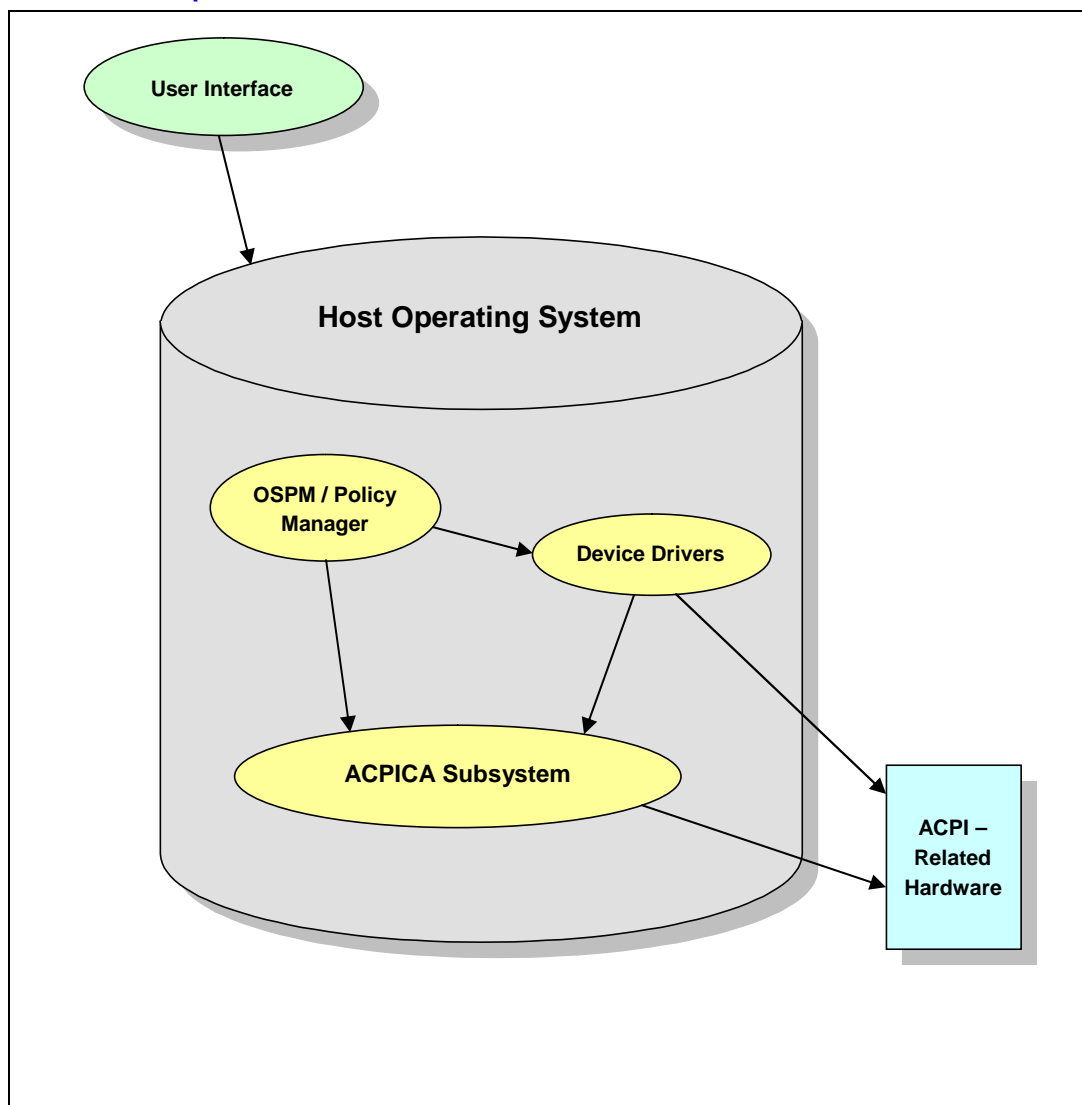 User Interface
Host Operating System
OSPM / Policy
Manager
Device Drivers
ACPICA Subsystem
ACPI –
Related
Hardware